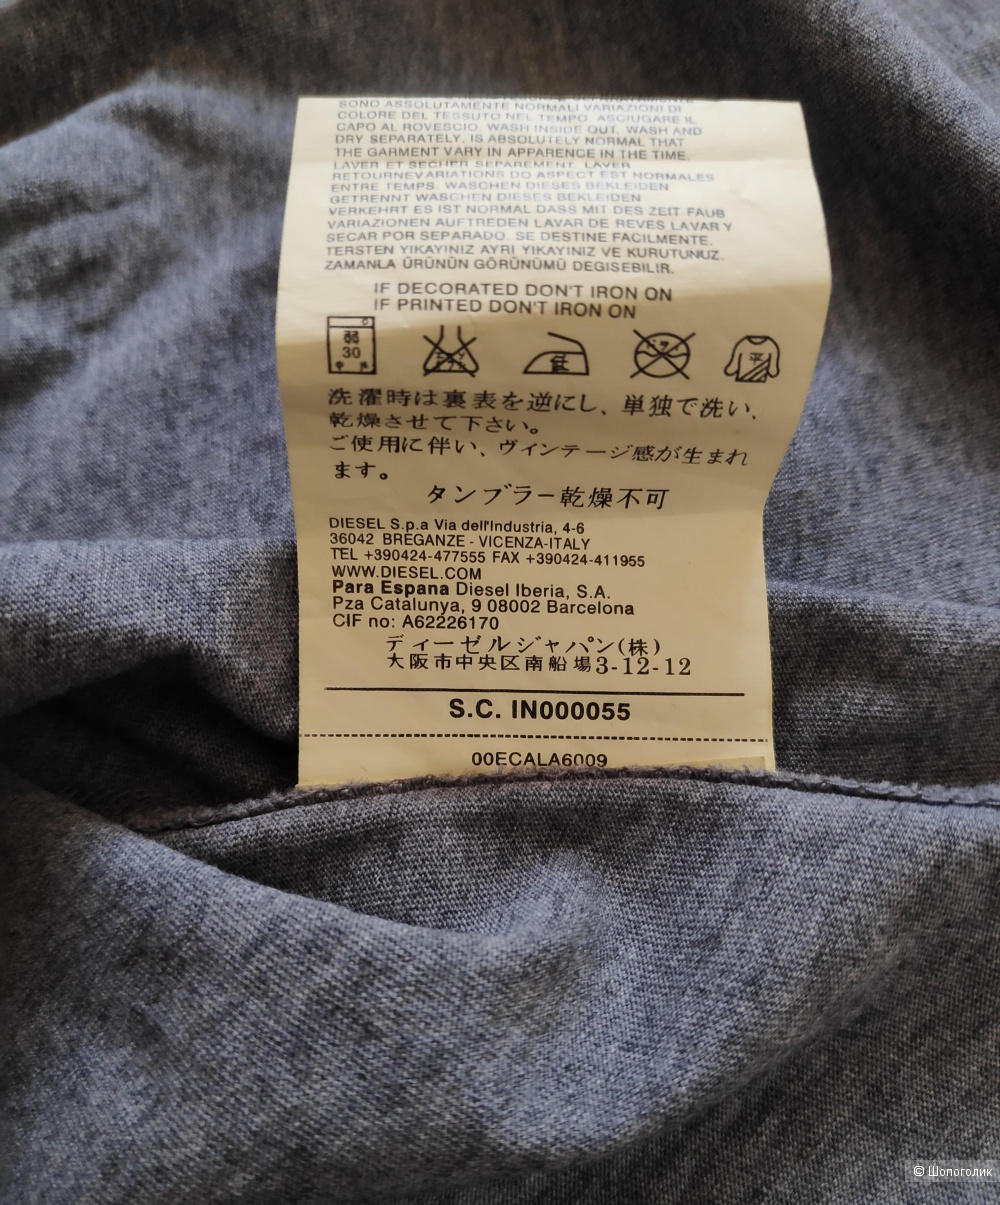 SONO ASSOLUTAMENTE NORMALI VARIAZIONI DI
COLORE DEL TESSUTO NEL TEMPO. ASCIUGARE IL
CAPO AL ROVESCIO. WASH INSIDE OUT, WASH AND
DRY SEPARATELY, IS ABSOLUTELY NORMAL THAT
THE GARMENT VARY IN APPARENCE IN THE TIME.
LAVER ET SECHER SEPAREMENT. LAVER
RETOURNEVARIATIONS DO ASPECT EST NORMALES
ENTRE TEMPS. WASCHEN DIESES BEKLEIDEN
GETRENNT WASCHEN DIESES BEKLEIDEN
VERKEHRT ES IST NORMAL DASS MIT DES ZEIT FAUB
VARIAZIONEN AUFTREDEN LAVAR DE REVES LAVAR Y
SECAR POR SEPARADO. SE DESTINE FACILMENTE.
TERSTEN YIKAYINIZ AYRI YIKAYINIZ VE KURUTUNUZ.
ZAMANLA ÜRÜNÜN GÖRÜNÜMÜ DEGISEBILIR.
IF DECORATED DON'T IRON ON
IF PRINTED DON'T IRON ON
30 低 平
洗濯時は裏表を逆にし、単独で洗い、
乾燥させて下さい。
ご使用に伴い、ヴィンテージ感が生まれ
ます。
タンブラー乾燥不可
DIESEL S.p.a Via dell'Industria, 4-6
36042 BREGANZE - VICENZA-ITALY
TEL +390424-477555 FAX +390424-411955
WWW.DIESEL.COM
Para Espana Diesel Iberia, S.A.
Pza Catalunya, 9 08002 Barcelona
CIF no: A62226170
ディーゼルジャパン(株)
大阪市中央区南船場3-12-12
S.C. IN000055
00ECALA6009
© Шопоголик